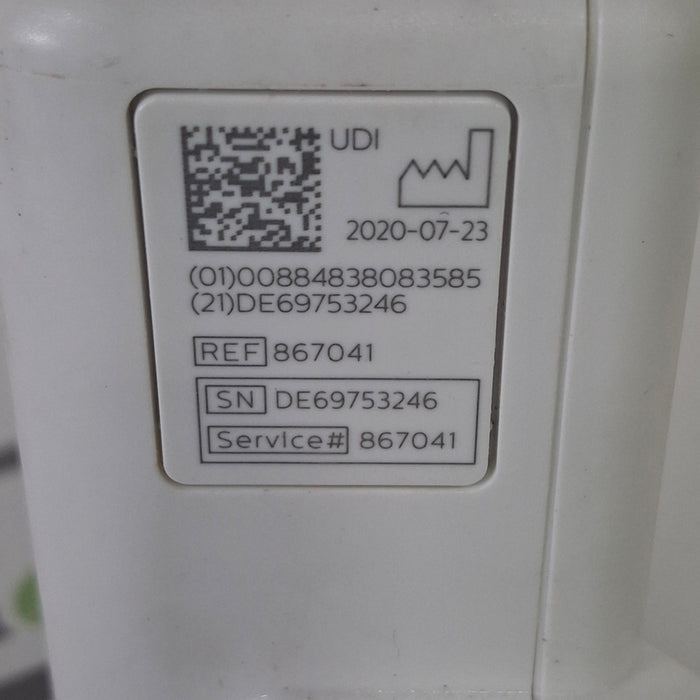 UDI
2020-07-23
(01)00884838083585
(21)DE69753246
REF 867041
SN DE69753246
Service# 867041